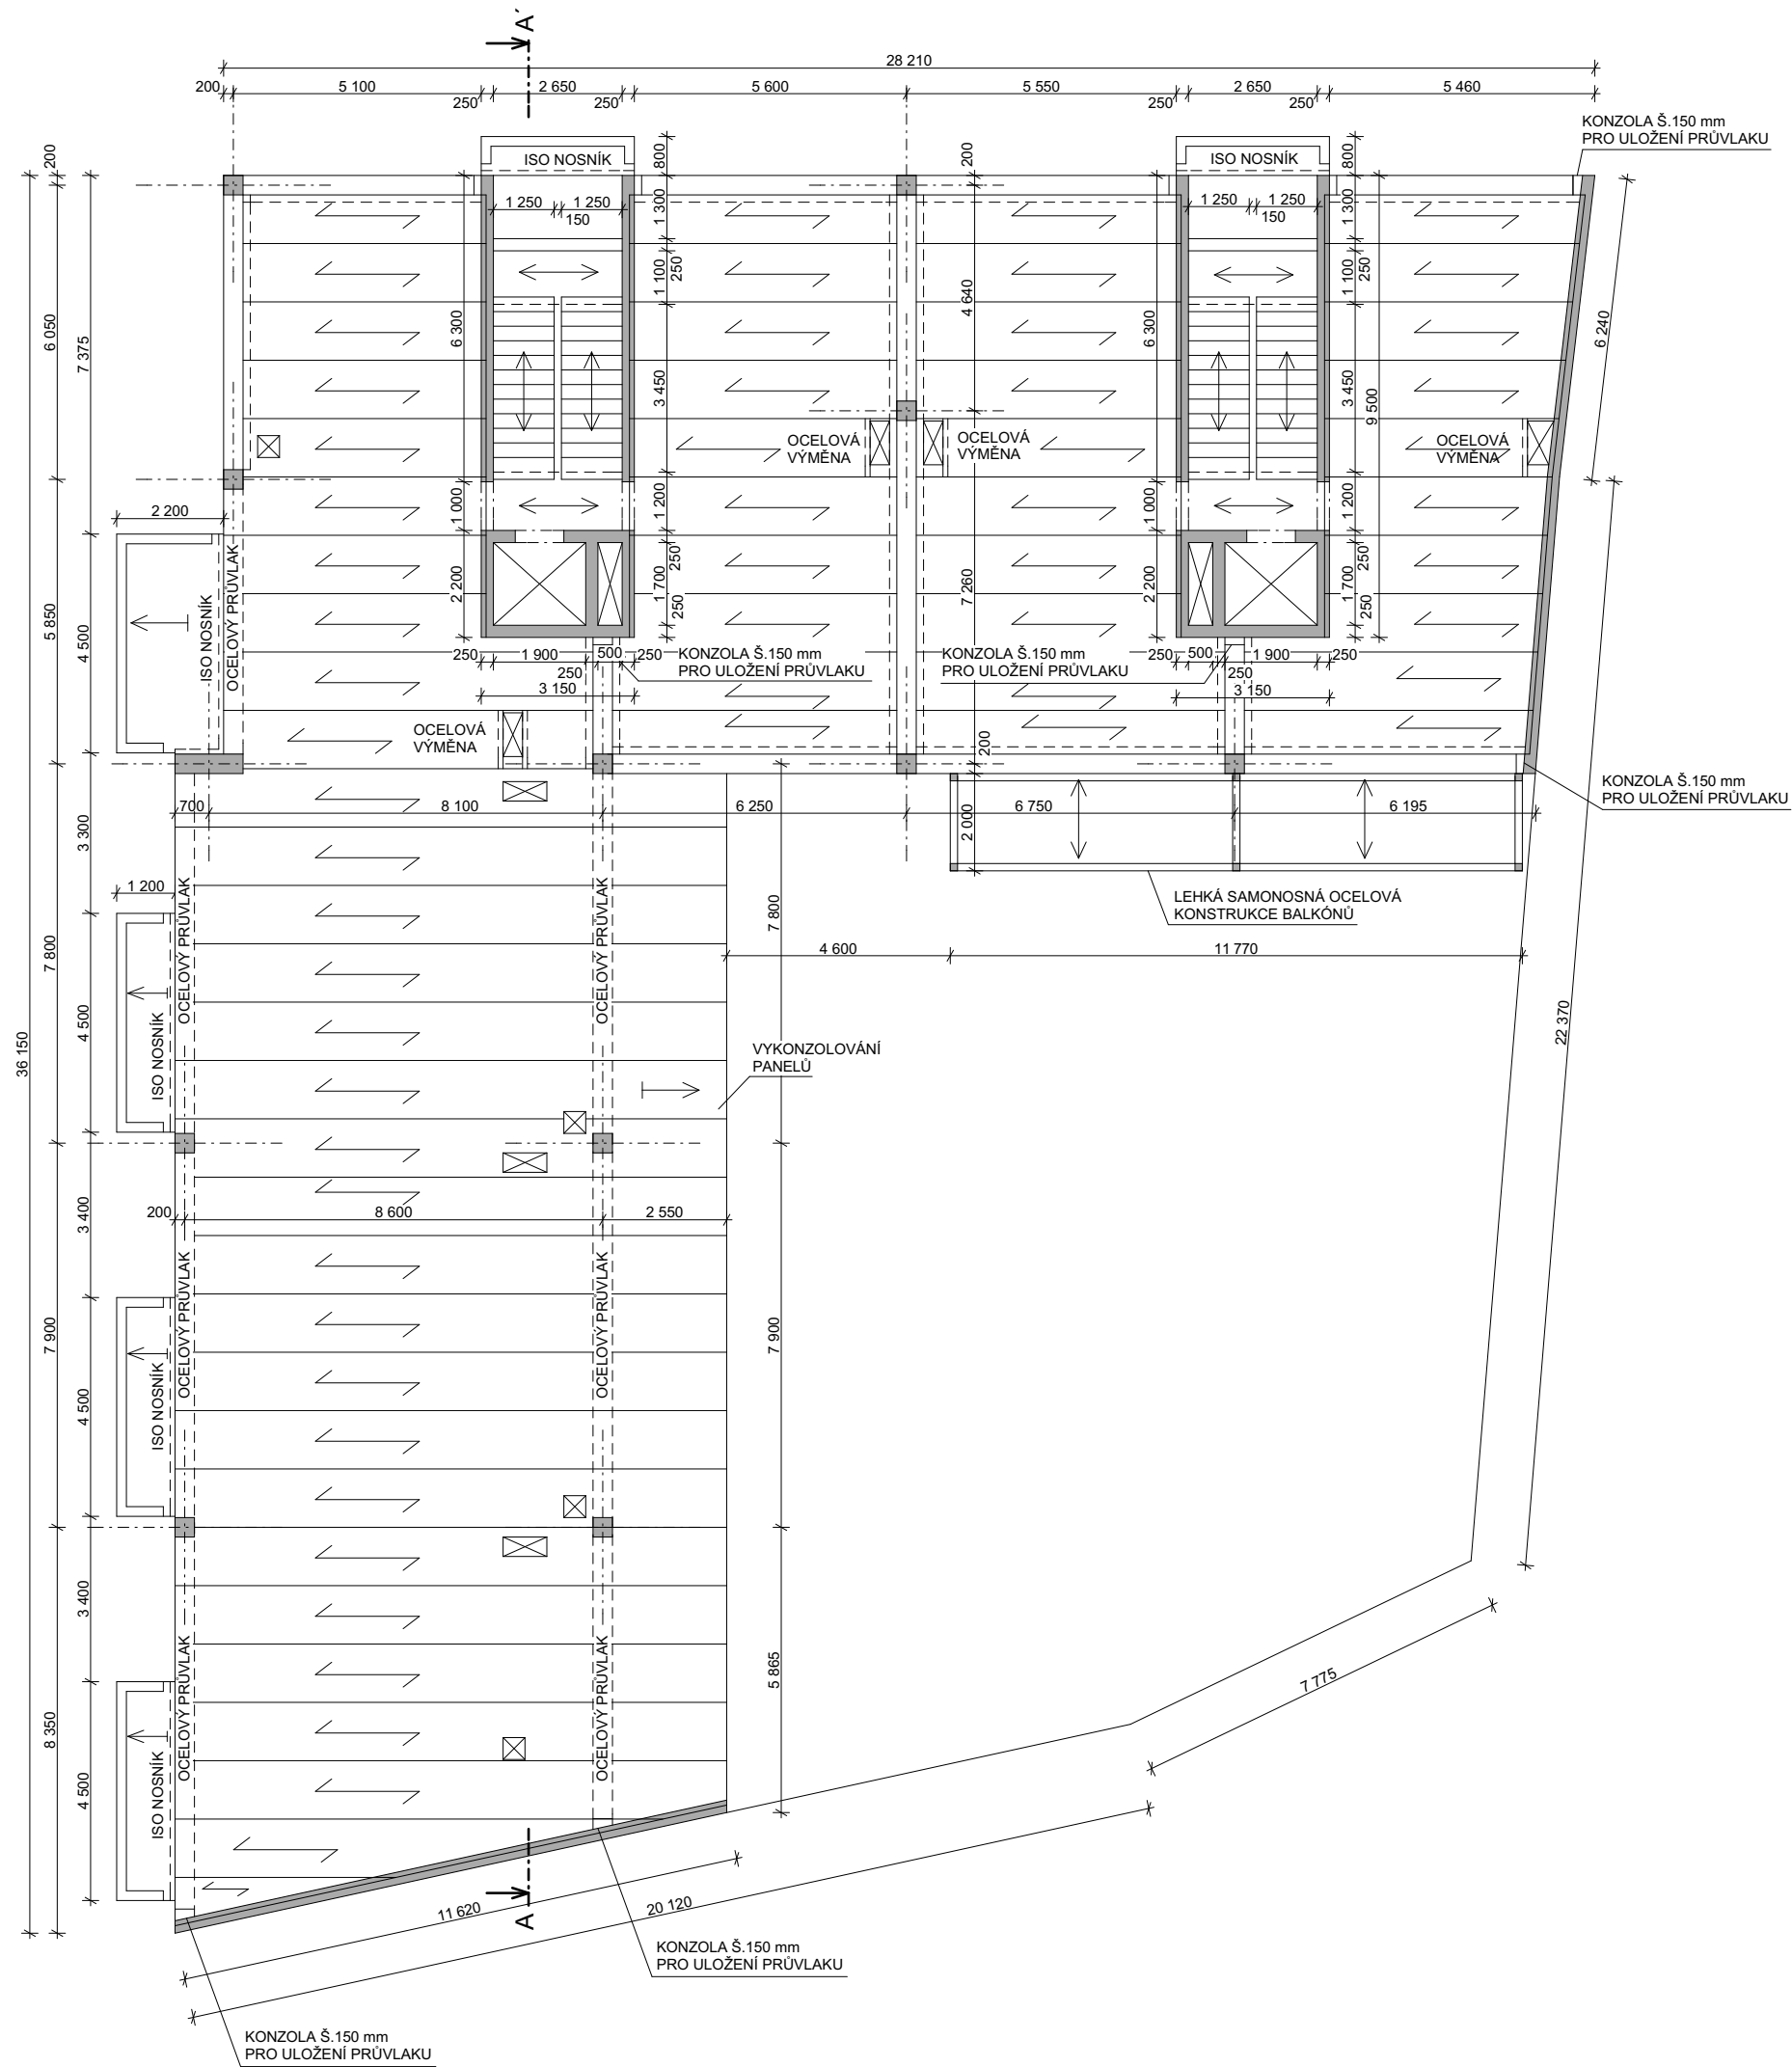 A'
28 210
200
5 100
250
2 650
250
5 600
5 550
250
2 650
250
5 460
KONZOLA Š.150 mm
PRO ULOŽENÍ PRŮVLAKU
200
ISO NOSNÍK
800
200
ISO NOSNÍK
800
1 250
1 250
150
1 300
1 250
1 250
150
1 300
1 100
250
1 100
250
6 050
7 375
6 300
4 640
6 300
6 240
3 450
3 450
9 500
OCELOVÁ
VÝMĚNA
OCELOVÁ
VÝMĚNA
OCELOVÁ
VÝMĚNA
2 200
1 000
1 200
1 000
1 200
5 850
4 500
ISO NOSNÍK
OCELOVÝ PRŮVLAK
2 200
250
1 700
250
7 260
2 200
250
1 700
250
250
1 900
250
500
250
3 150
KONZOLA Š.150 mm
PRO ULOŽENÍ PRŮVLAKU
KONZOLA Š.150 mm
PRO ULOŽENÍ PRŮVLAKU
250
500
250
1 900
250
3 150
OCELOVÁ
VÝMĚNA
200
KONZOLA Š.150 mm
PRO ULOŽENÍ PRŮVLAKU
700
8 100
6 250
6 750
6 195
3 300
2 000
1 200
LEHKÁ SAMONOSNÁ OCELOVÁ
KONSTRUKCE BALKÓNŮ
7 800
4 500
ISO NOSNÍK
OCELOVÝ PRŮVLAK
OCELOVÝ PRŮVLAK
7 800
4 600
11 770
36 150
22 370
VYKONZOLOVÁNÍ
PANELŮ
3 400
200
8 600
2 550
7 900
4 500
ISO NOSNÍK
OCELOVÝ PRŮVLAK
OCELOVÝ PRŮVLAK
7 900
3 400
8 350
4 500
ISO NOSNÍK
OCELOVÝ PRŮVLAK
OCELOVÝ PRŮVLAK
5 865
7 775
11 620
20 120
A
KONZOLA Š.150 mm
PRO ULOŽENÍ PRŮVLAKU
KONZOLA Š.150 mm
PRO ULOŽENÍ PRŮVLAKU